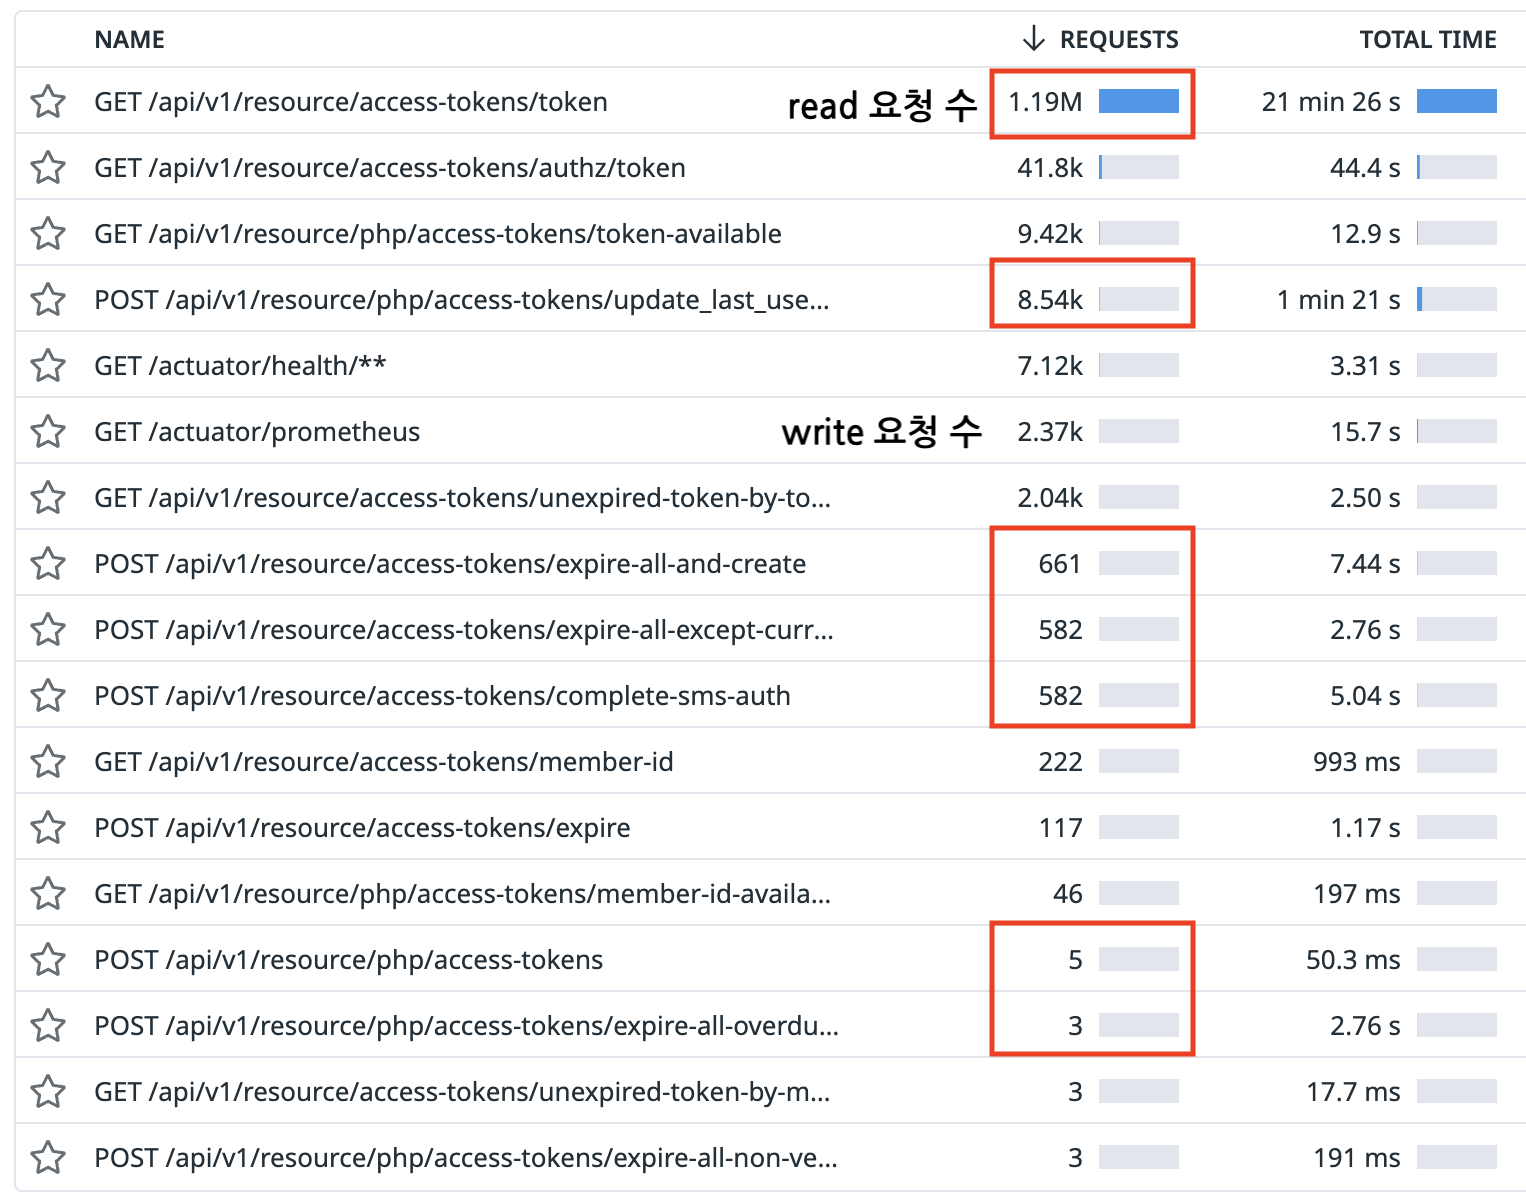 NAME ↓ REQUESTS TOTAL TIME
GET /api/v1/resource/access-tokens/token read 요청 수 1.19M 21 min 26 s
GET /api/v1/resource/access-tokens/authz/token 41.8k 44.4 s
GET /api/v1/resource/php/access-tokens/token-available 9.42k 12.9 s
POST /api/v1/resource/php/access-tokens/update_last_use... 8.54k 1 min 21 s
GET /actuator/health/** 7.12k 3.31 s
GET /actuator/prometheus write 요청 수 2.37k 15.7 s
GET /api/v1/resource/access-tokens/unexpired-token-by-to... 2.04k 2.50 s
POST /api/v1/resource/access-tokens/expire-all-and-create 661 7.44 s
POST /api/v1/resource/access-tokens/expire-all-except-curr... 582 2.76 s
POST /api/v1/resource/access-tokens/complete-sms-auth 582 5.04 s
GET /api/v1/resource/access-tokens/member-id 222 993 ms
POST /api/v1/resource/access-tokens/expire 117 1.17 s
GET /api/v1/resource/php/access-tokens/member-id-availa... 46 197 ms
POST /api/v1/resource/php/access-tokens 5 50.3 ms
POST /api/v1/resource/php/access-tokens/expire-all-overdu... 3 2.76 s
GET /api/v1/resource/access-tokens/unexpired-token-by-m... 3 17.7 ms
POST /api/v1/resource/php/access-tokens/expire-all-non-ve... 3 191 ms